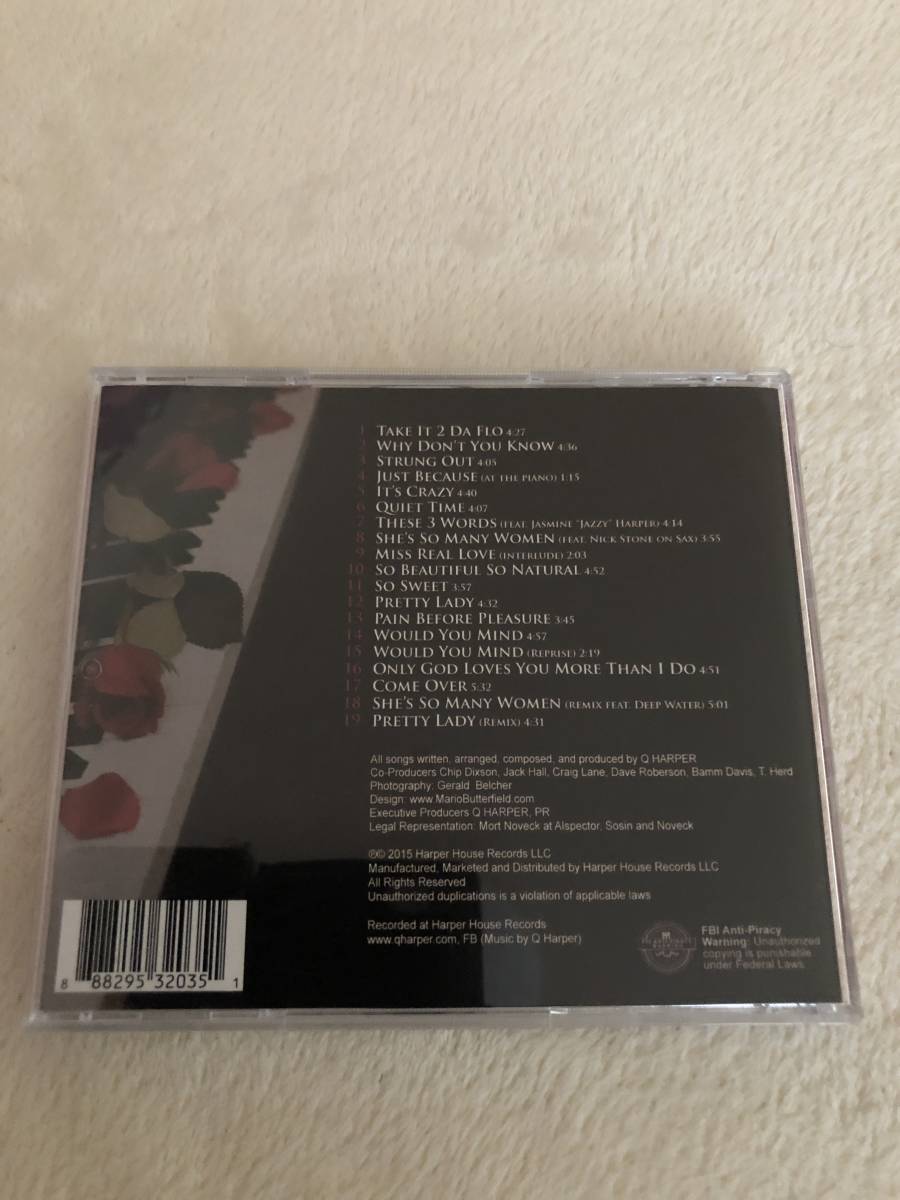 1 Take It 2 Da Flo 4:27
2 Why Don't You Know 4:36
3 Strung Out 4:05
4 Just Because (at the piano) 1:15
5 It's Crazy 4:40
6 Quiet Time 4:07
7 These 3 Words (feat. Jasmine "Jazzy" Harper) 4:14
8 She's So Many Women (feat. Nick Stone on Sax) 3:55
9 Miss Real Love (interlude) 2:03
10 So Beautiful So Natural 4:52
11 So Sweet 3:57
12 Pretty Lady 4:32
13 Pain Before Pleasure 3:45
14 Would You Mind 4:57
15 Would You Mind (Reprise) 2:19
16 Only God Loves You More Than I Do 4:51
17 Come Over 5:32
18 She's So Many Women (Remix feat. Deep Water) 5:01
19 Pretty Lady (Remix) 4:31
All songs written, arranged, composed, and produced by Q HARPER
Co-Producers Chip Dixson, Jack Hall, Craig Lane, Dave Roberson, Bamm Davis, T. Herd
Photography: Gerald Belcher
Design: www.MarioButterfield.com
Executive Producers Q HARPER, PR
Legal Representation: Mort Noveck at Alspector, Sosin and Noveck
℗© 2015 Harper House Records LLC
Manufactured, Marketed and Distributed by Harper House Records LLC
All Rights Reserved
Unauthorized duplications is a violation of applicable laws
Recorded at Harper House Records
www.qharper.com, FB (Music by Q Harper)
FBI Anti-Piracy
Warning: Unauthorized
copying is punishable
under Federal Laws
8 88295 32035 1